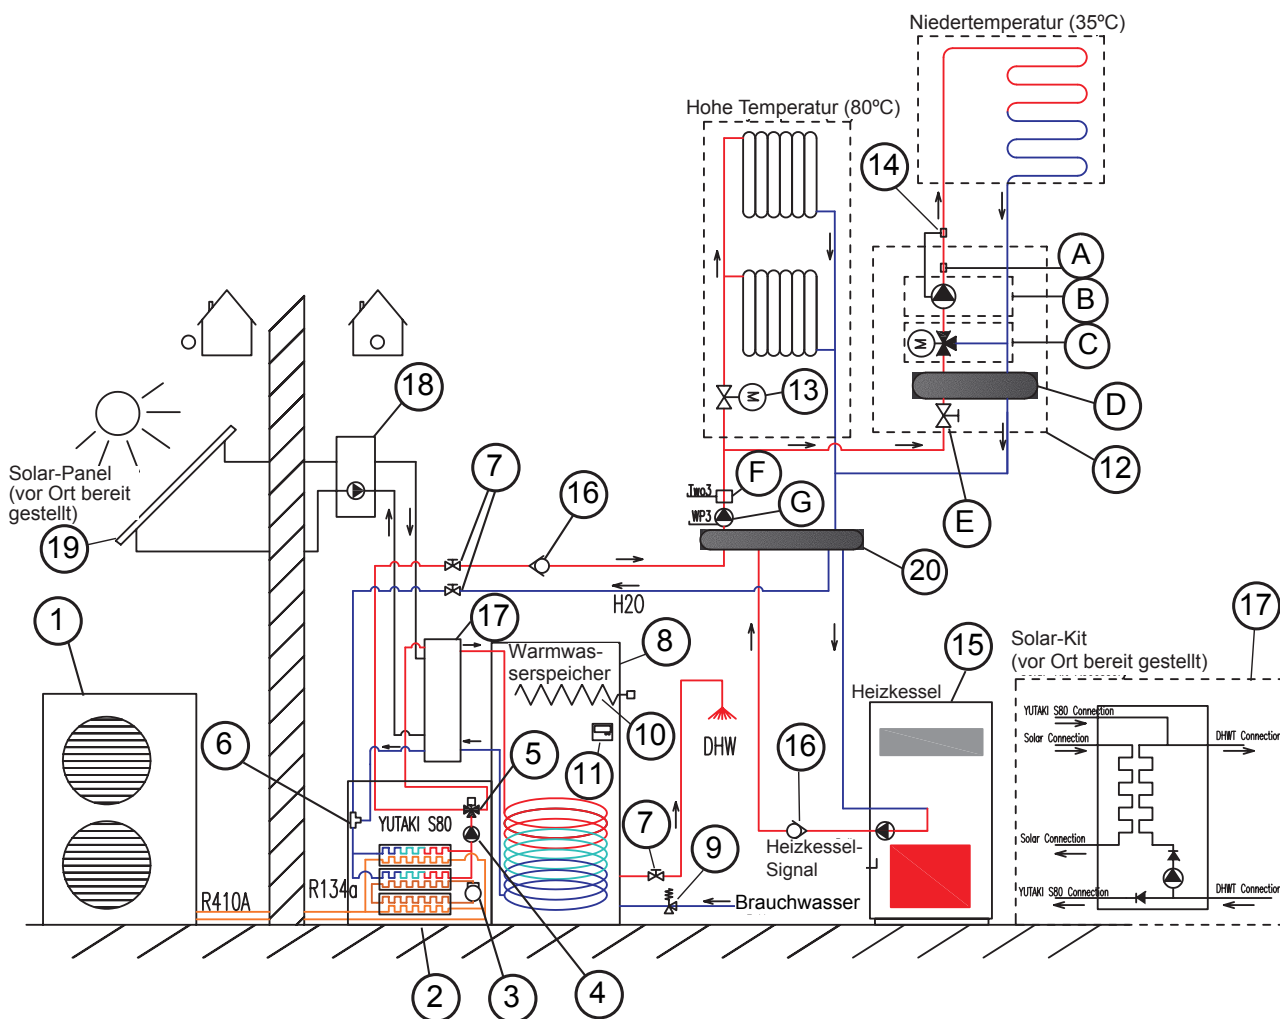 Niedertemperatur (35ºC)
Hohe Temperatur (80ºC)
14
A
B
M
C
18
13
M
D
7
16
12
Solar-Panel
(vor Ort bereit
gestellt)
Two3
F
E
WP3
G
19
20
H20
1
17
8
15
17
Solar-Kit
(vor Ort bereit gestellt)
Warmwas-
serspeicher
Heizkessel
YUTAKI S80 Connection
6
5
10
DHW
16
Solar Connection
DHWT Connection
11
YUTAKI S80
7
9
Heizkessel-
Signal
Solar Connection
R134a
R410A
Brauchwasser
YUTAKI S80 Connection
DHWT Connection
2
3
4